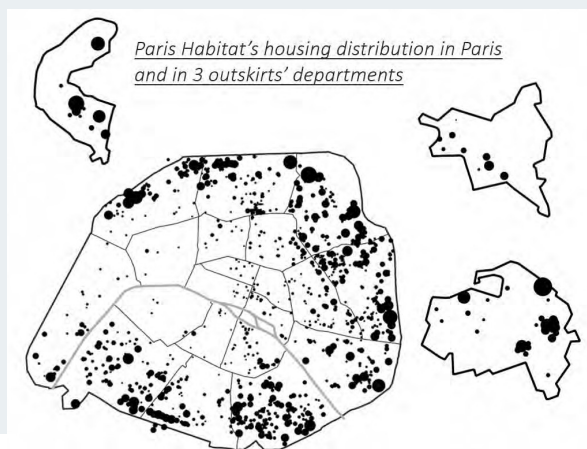 Paris Habitat's housing distribution in Paris
and in 3 outskirts' departments